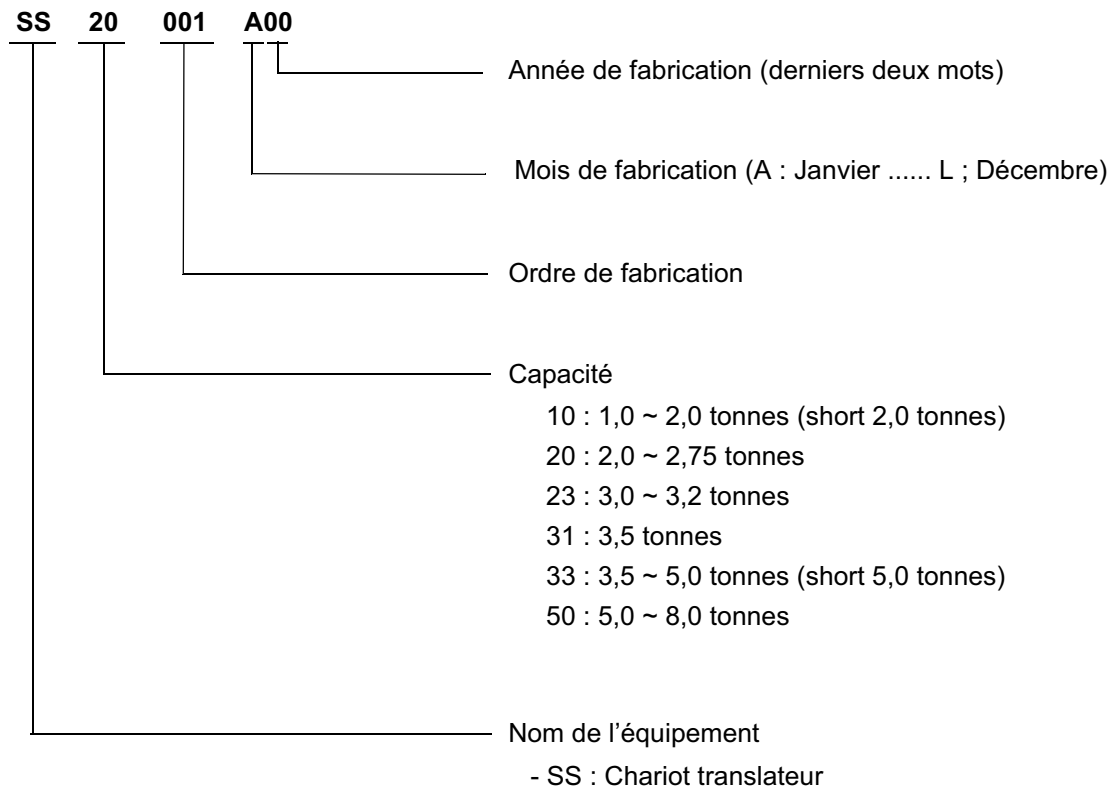 SS 20 001 A00
Année de fabrication (derniers deux mots)
Mois de fabrication (A : Janvier ...... L ; Décembre)
Ordre de fabrication
Capacité
10 : 1,0 ~ 2,0 tonnes (short 2,0 tonnes)
20 : 2,0 ~ 2,75 tonnes
23 : 3,0 ~ 3,2 tonnes
31 : 3,5 tonnes
33 : 3,5 ~ 5,0 tonnes (short 5,0 tonnes)
50 : 5,0 ~ 8,0 tonnes
Nom de l’équipement
- SS : Chariot translateur